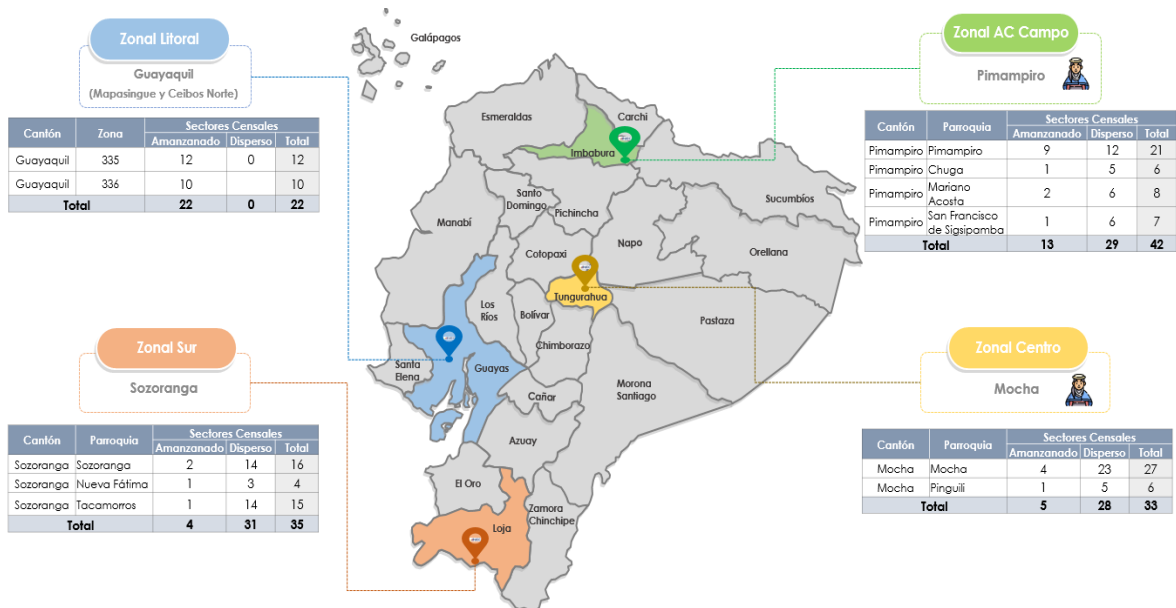 Zonal Litoral
Guayaquil
(Mapasingue y Ceibos Norte)
Cantón Zona Sectores Censales
Amanzanado Disperso Total
Guayaquil 335 12 0 12
Guayaquil 336 10 10
Total 22 0 22
Zonal Sur
Sozoranga
Cantón Parroquia Sectores Censales
Amanzanado Disperso Total
Sozoranga Sozoranga 2 14 16
Sozoranga Nueva Fátima 1 3 4
Sozoranga Tacamorros 1 14 15
Total 4 31 35
Galápagos
Esmeraldas
Carchi
Imbabura
Santo
Domingo
Pichincha
Sucumbíos
Manabí
Cotopaxi
Napo
Orellana
Tungurahua
Los
Ríos
Bolívar
Pastaza
Chimborazo
Santa
Elena
Guayas
Morona
Santiago
Cañar
Azuay
El Oro
Zamora
Chinchipe
Loja
Zonal AC Campo
Pimampiro
Cantón Parroquia Sectores Censales
Amanzanado Disperso Total
Pimampiro Pimampiro 9 12 21
Pimampiro Chuga 1 5 6
Pimampiro Mariano
Acosta 2 6 8
Pimampiro San Francisco
de Sigsipamba 1 6 7
Total 13 29 42
Zonal Centro
Mocha
Cantón Parroquia Sectores Censales
Amanzanado Disperso Total
Mocha Mocha 4 23 27
Mocha Pinguili 1 5 6
Total 5 28 33